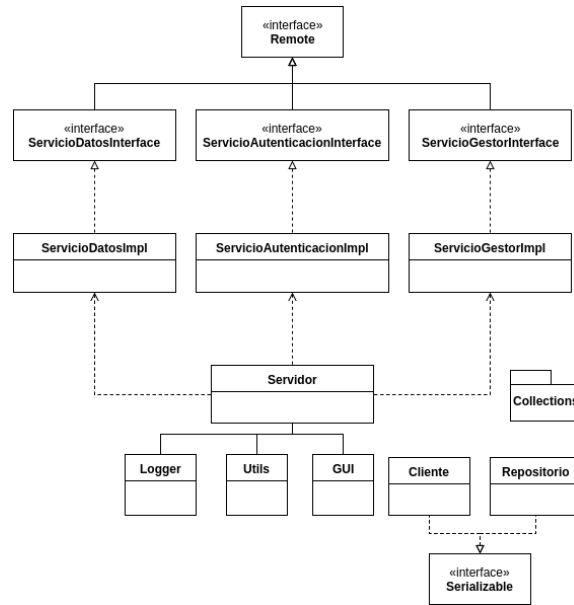 «interface»
Remote
«interface»
ServicioDatosInterface
«interface»
ServicioAutenticacionInterface
«interface»
ServicioGestorInterface
ServicioDatosImpl
ServicioAutenticacionImpl
ServicioGestorImpl
Servidor
Collections
Logger
Utils
GUI
Cliente
Repositorio
«interface»
Serializable